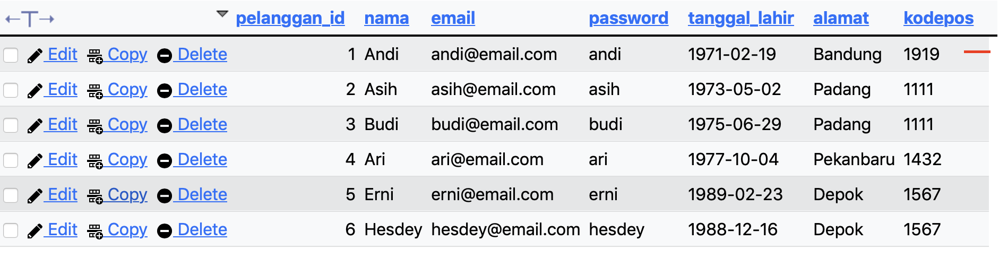 ←T→ pelanggan_id nama email password tanggal_lahir alamat kodepos
Edit Copy Delete 1 Andi andi@email.com andi 1971-02-19 Bandung 1919
Edit Copy Delete 2 Asih asih@email.com asih 1973-05-02 Padang 1111
Edit Copy Delete 3 Budi budi@email.com budi 1975-06-29 Padang 1111
Edit Copy Delete 4 Ari ari@email.com ari 1977-10-04 Pekanbaru 1432
Edit Copy Delete 5 Erni erni@email.com erni 1989-02-23 Depok 1567
Edit Copy Delete 6 Hesdey hesdey@email.com hesdey 1988-12-16 Depok 1567